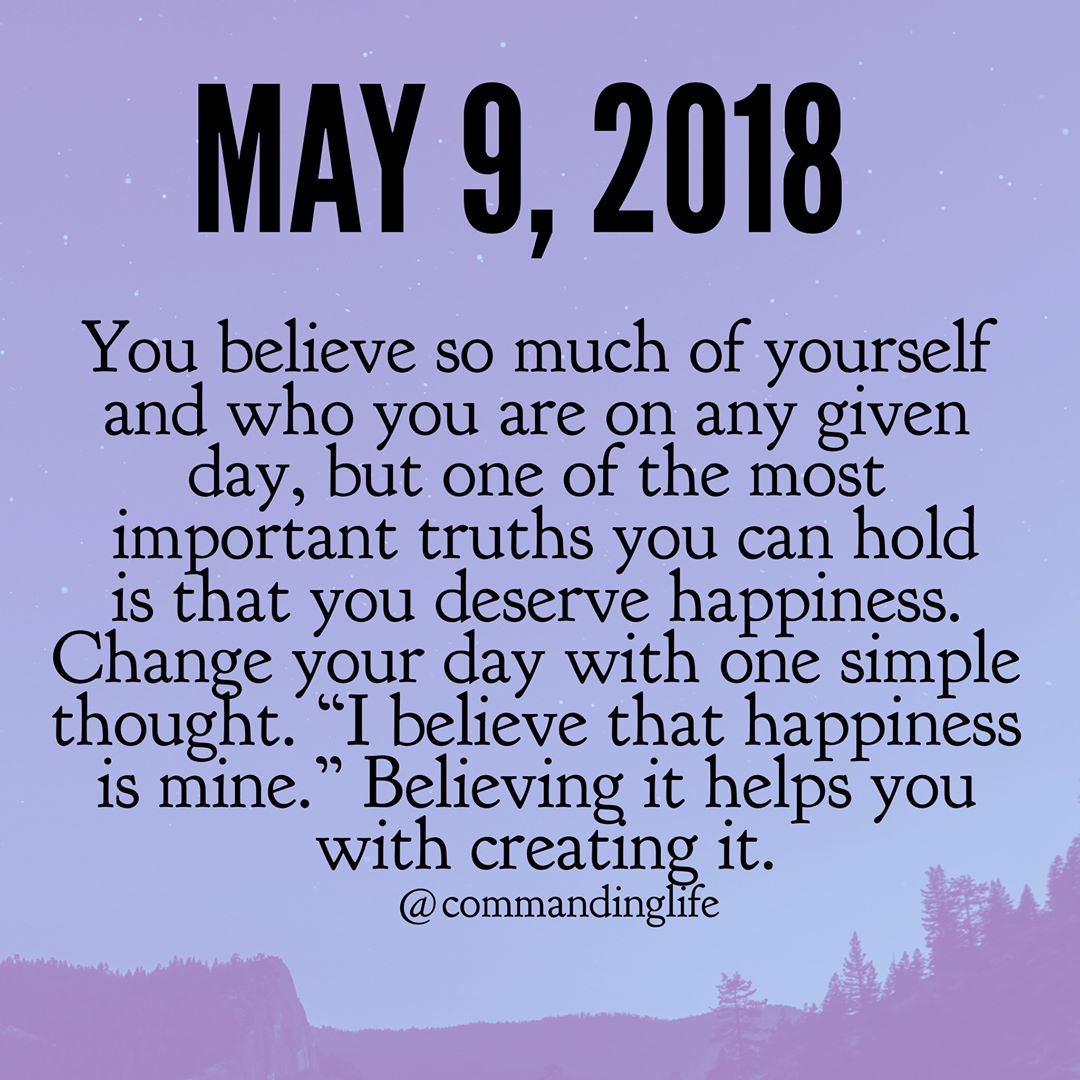 MAY 9, 2018
You believe so much of yourself
and who you are on any given
day, but one of the most
important truths you can hold
is that you deserve happiness.
Change your day with one simple
thought. “I believe that happiness
is mine.” Believing it helps you
with creating it.
@commandinglife